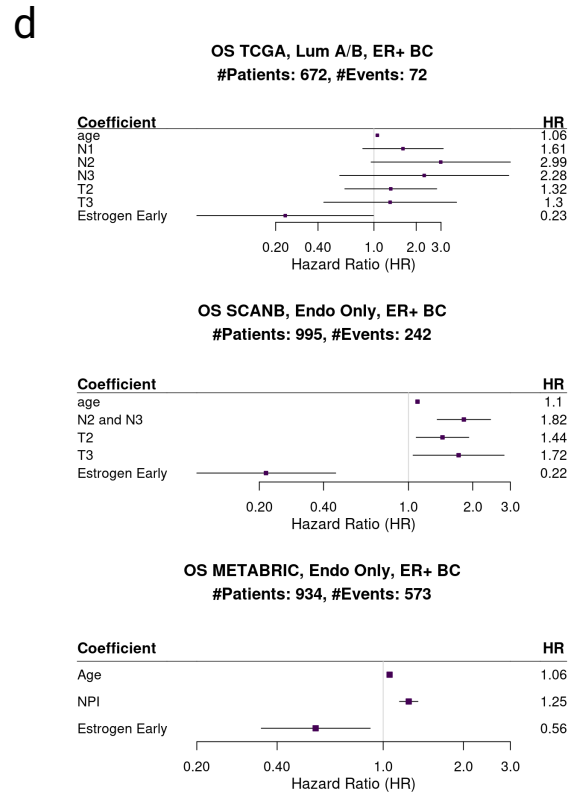 d
OS TCGA, Lum A/B, ER+ BC
#Patients: 672, #Events: 72
Coefficient HR
age 1.06
N1 1.61
N2 2.99
N3 2.28
T2 1.32
T3 1.3
Estrogen Early 0.23
0.20 0.40 1.0 2.0 3.0
Hazard Ratio (HR)
OS SCANB, Endo Only, ER+ BC
#Patients: 995, #Events: 242
Coefficient HR
age 1.1
N2 and N3 1.82
T2 1.44
T3 1.72
Estrogen Early 0.22
0.20 0.40 1.0 2.0 3.0
Hazard Ratio (HR)
OS METABRIC, Endo Only, ER+ BC
#Patients: 934, #Events: 573
Coefficient HR
Age 1.06
NPI 1.25
Estrogen Early 0.56
0.20 0.40 1.0 2.0 3.0
Hazard Ratio (HR)